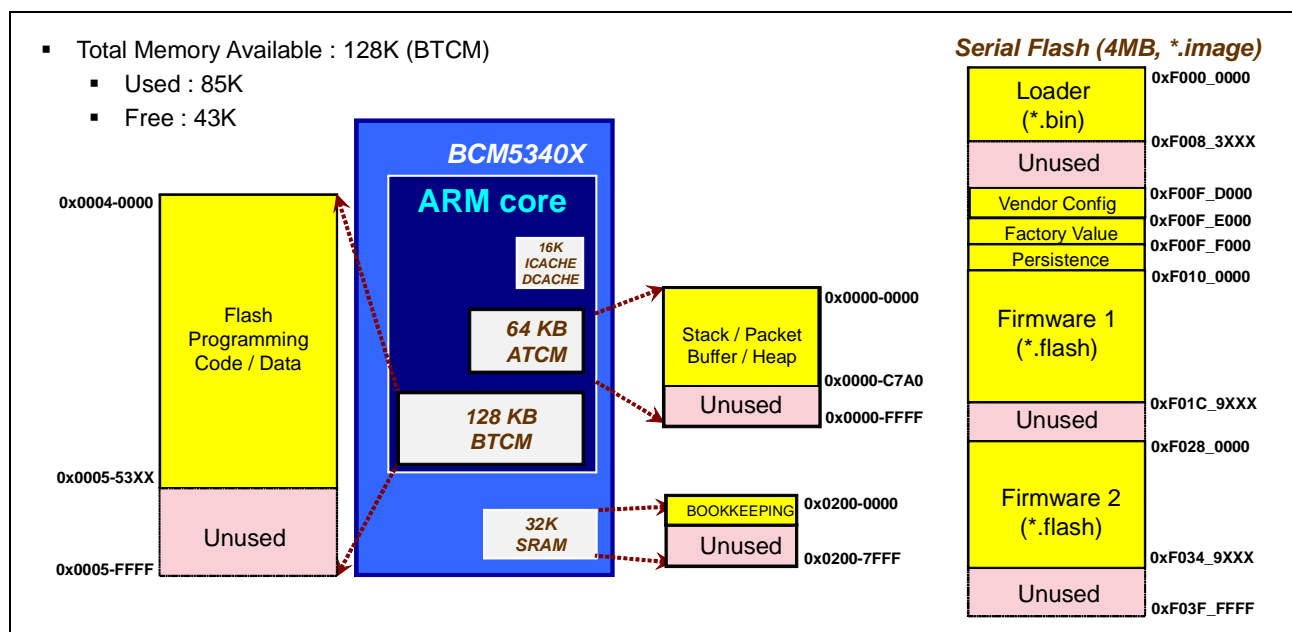 ▪ Total Memory Available : 128K (BTCM)
▪ Used : 85K
▪ Free : 43K
0x0004-0000
Flash
Programming
Code / Data
0x0005-53XX
Unused
0x0005-FFFF
BCM5340X
ARM core
16K
ICACHE
DCACHE
64 KB
ATCM
128 KB
BTCM
32K
SRAM
0x0000-0000
Stack / Packet
Buffer / Heap
0x0000-C7A0
Unused
0x0000-FFFF
BOOKKEEPING
0x0200-0000
Unused
0x0200-7FFF
Serial Flash (4MB, *.image)
0xF000_0000
Loader
(*.bin)
0xF008_3XXX
Unused
0xF00F_D000
Vendor Config
0xF00F_E000
Factory Value
0xF00F_F000
Persistence
0xF010_0000
Firmware 1
(*.flash)
0xF01C_9XXX
Unused
0xF028_0000
Firmware 2
(*.flash)
0xF034_9XXX
Unused
0xF03F_FFFF